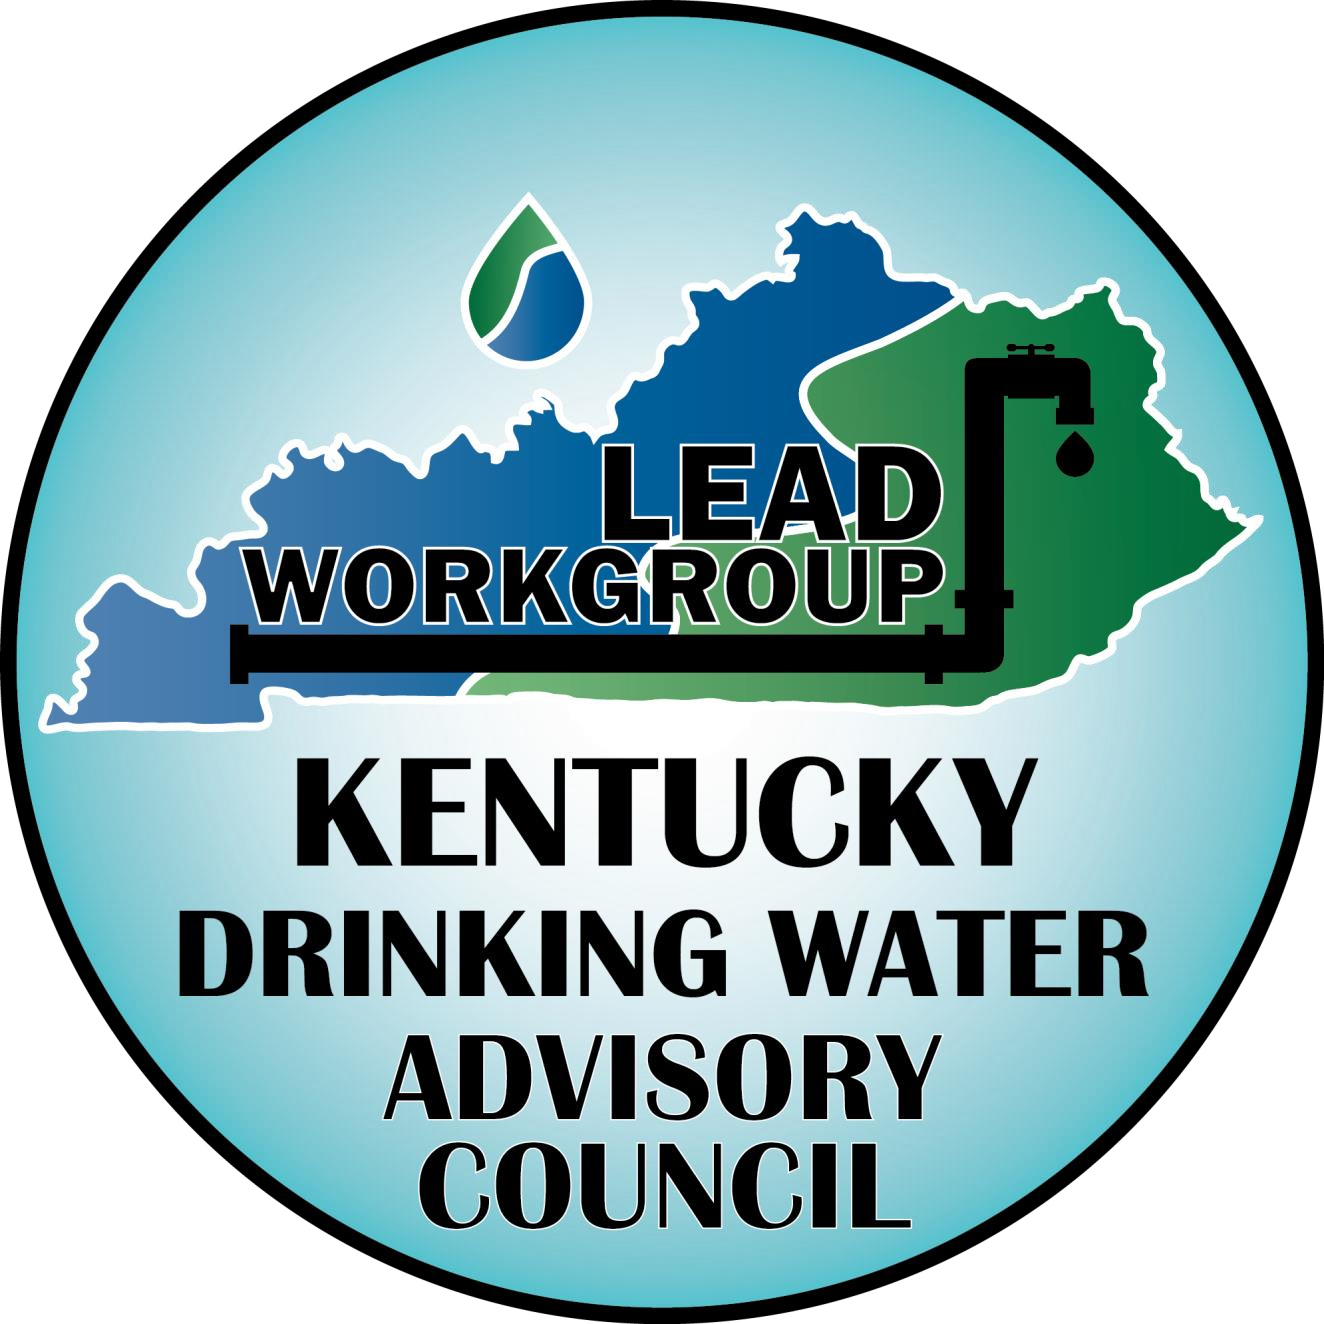 LEAD
WORKGROUP
KENTUCKY
DRINKING WATER
ADVISORY
COUNCIL